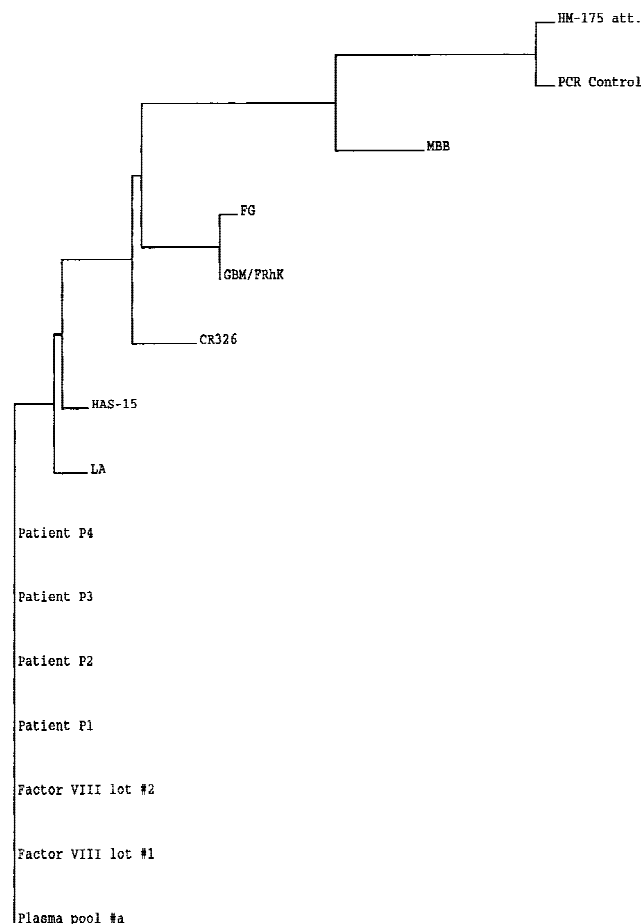 HM-175 att.
PCR Control
MBB
FG
GBM/FRhK
CR326
HAS-15
LA
Patient P4
Patient P3
Patient P2
Patient P1
Factor VIII lot #2
Factor VIII lot #1
Plasma pool #a